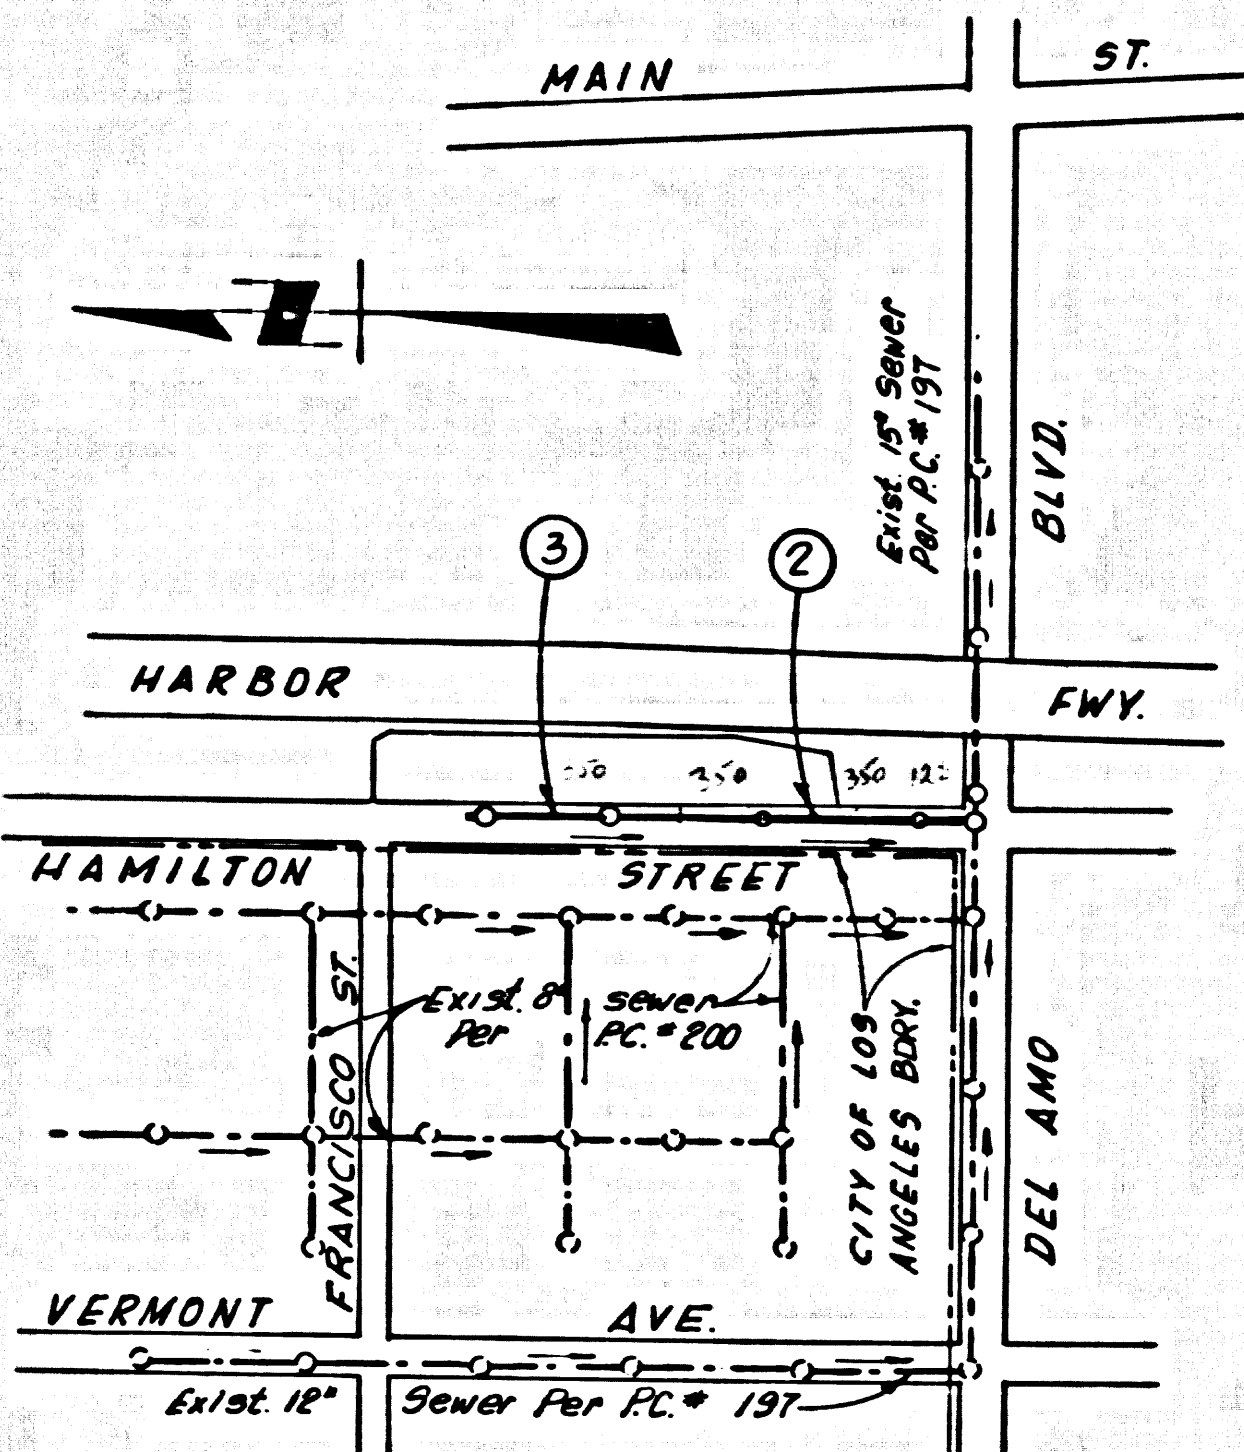 MAIN ST.
Exist. 15" Sewer
Per P.C. # 197
BLVD.
3
2
HARBOR FWY.
350 350 12
HAMILTON STREET
Exist. 8" sewer
Per P.C. # 200
FRANCISCO ST.
CITY OF LOS
ANGELES BDRY.
DEL AMO
VERMONT AVE.
Exist. 12" Sewer Per P.C. # 197